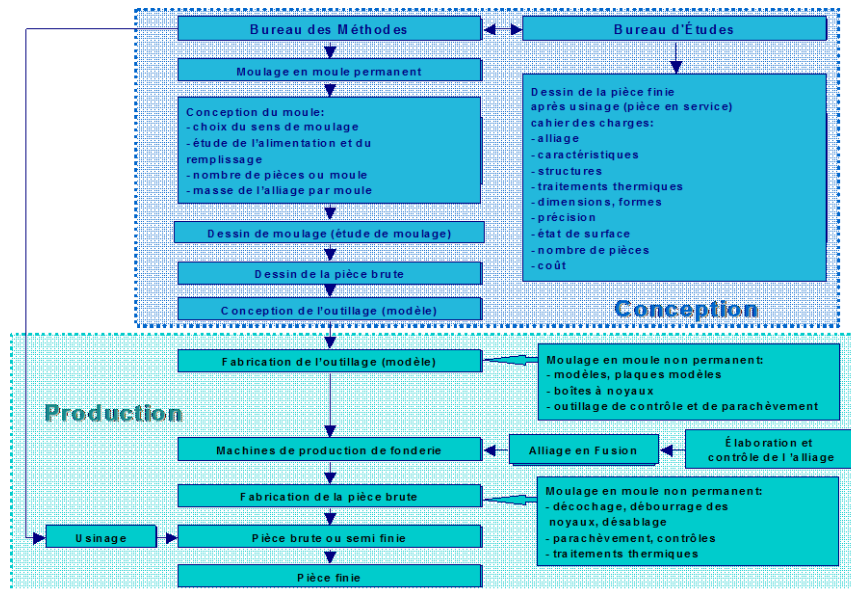 Bureau des Méthodes
Bureau d'Études
Moulage en moule permanent
Conception du moule:
- choix du sens de moulage
- étude de l'alimentation et du
remplissage
- nombre de pièces ou moule
- masse de l'alliage par moule
Dessin de la pièce finie
après usinage (pièce en service)
cahier des charges:
- alliage
- caractéristiques
- structures
- traitements thermiques
- dimensions, formes
- précision
- état de surface
- nombre de pièces
- coût
Dessin de moulage (étude de moulage)
Dessin de la pièce brute
Conception de l'outillage (modèle)
Conception
Fabrication de l'outillage (modèle)
Moulage en moule non permanent:
- modèles, plaques modèles
- boîtes à noyaux
- outillage de contrôle et de parachèvement
Production
Machines de production de fonderie
Alliage en Fusion
Élaboration et
contrôle de l'alliage
Fabrication de la pièce brute
Moulage en moule non permanent:
- décochage, débourrage des
noyaux, désablage
- parachèvement, contrôles
- traitements thermiques
Usinage
Pièce brute ou semi finie
Pièce finie